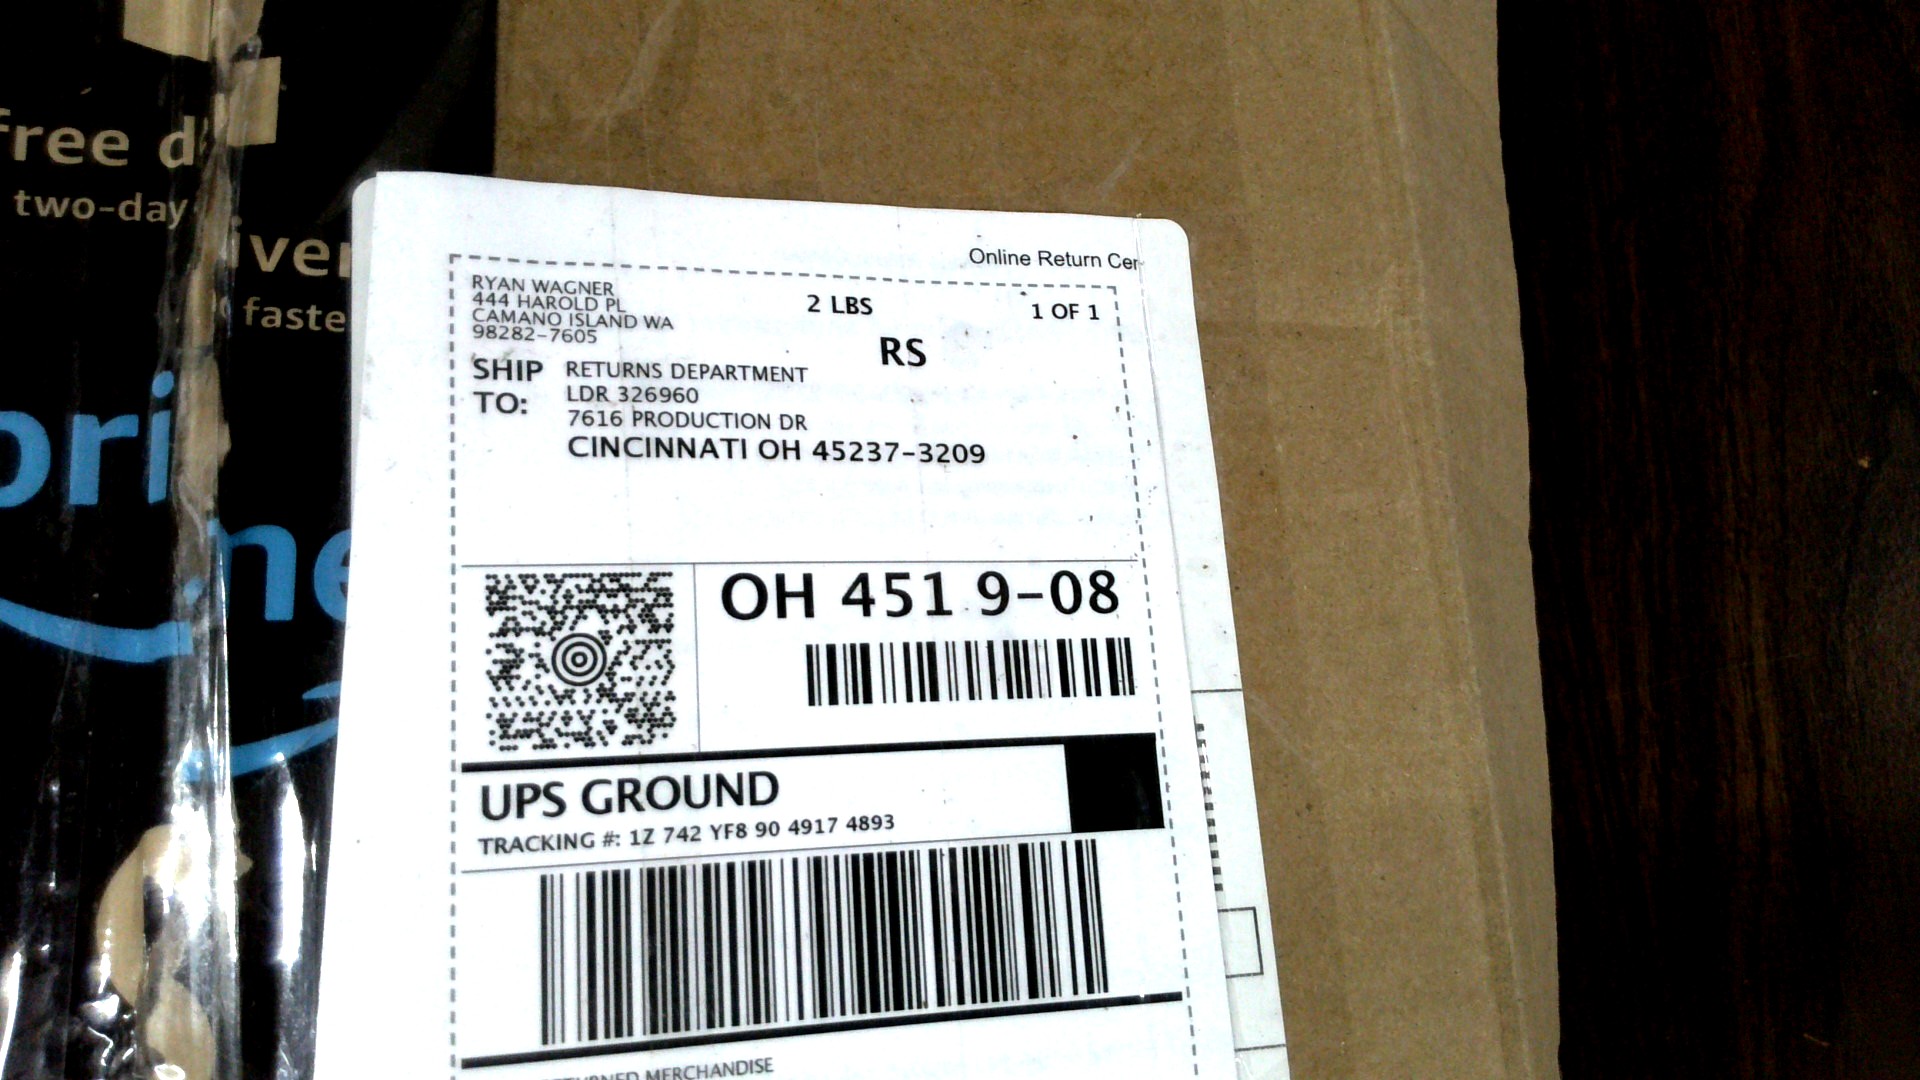 free d
two-day
iver
faste
pri
me
Online Return Cer
RYAN WAGNER
444 HAROLD PL
CAMANO ISLAND WA
98282-7605
2 LBS
1 OF 1
RS
SHIP TO:
RETURNS DEPARTMENT
LDR 326960
7616 PRODUCTION DR
CINCINNATI OH 45237-3209
OH 451 9-08
UPS GROUND
TRACKING #: 1Z 742 YF8 90 4917 4893
MERCHANDISE